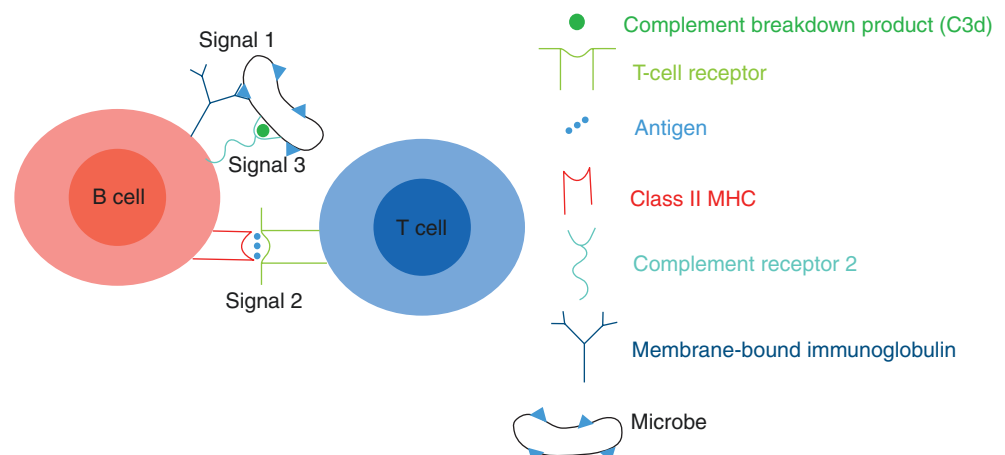 Signal 1
B cell
Signal 3
T cell
Signal 2
Complement breakdown product (C3d)
T-cell receptor
Antigen
Class II MHC
Complement receptor 2
Membrane-bound immunoglobulin
Microbe